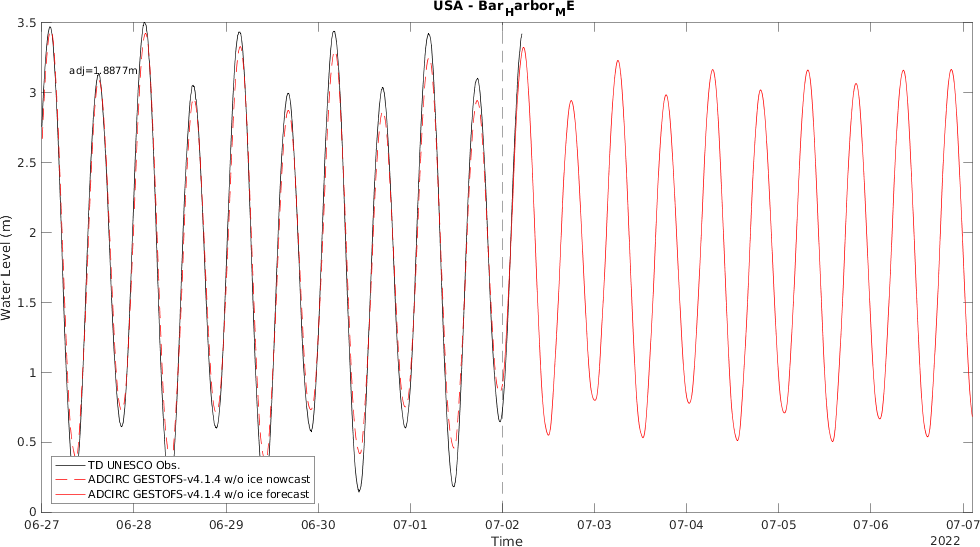 USA - Bar_Harbor_ME
adj=1.8877m
3.5
3
2.5
2
1.5
1
0.5
0
Water Level (m)
TD UNESCO Obs.
ADCIRC GESTOFS-v4.1.4 w/o ice nowcast
ADCIRC GESTOFS-v4.1.4 w/o ice forecast
06-27 06-28 06-29 06-30 07-01 07-02 07-03 07-04 07-05 07-06 07-07
Time
2022